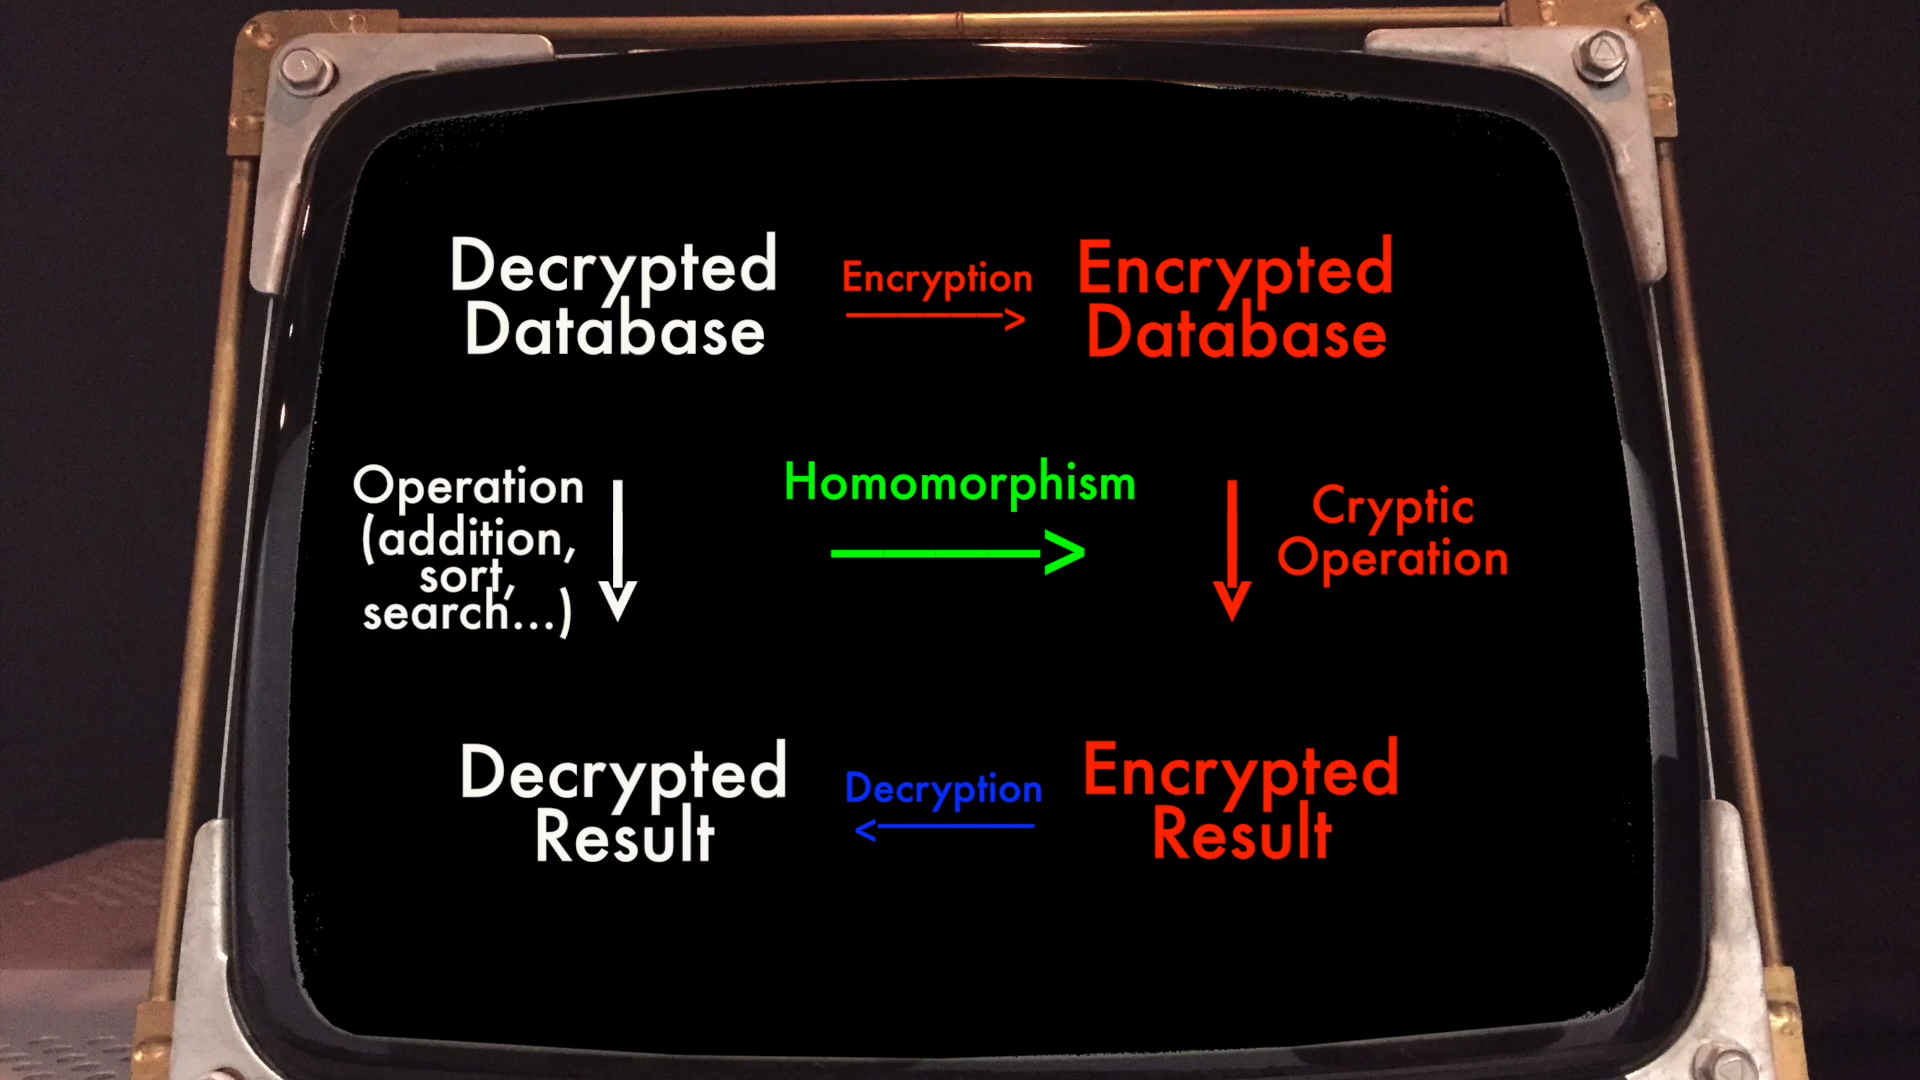 Decrypted
Database
Encryption
Encrypted
Database
Operation
(addition,
sort,
search...)
Homomorphism
Cryptic
Operation
Decrypted
Result
Decryption
Encrypted
Result